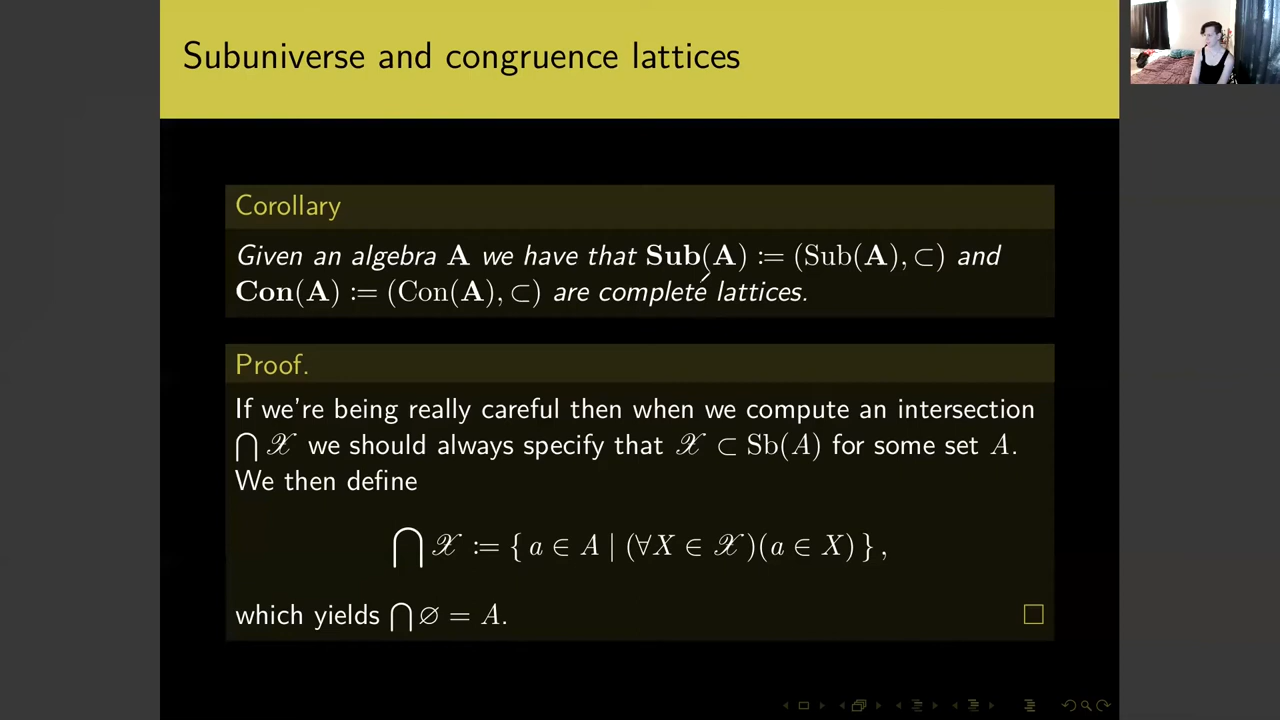 Subuniverse and congruence lattices
Corollary
Given an algebra A we have that Sub(A) := (Sub(A), ⊂) and
Con(A) := (Con(A), ⊂) are complete lattices.
Proof.
If we're being really careful then when we compute an intersection
⋂ 𝒳 we should always specify that 𝒳 ⊂ Sb(A) for some set A.
We then define
⋂ 𝒳 := { a ∈ A | (∀X ∈ 𝒳)(a ∈ X) },
which yields ⋂ ∅ = A.